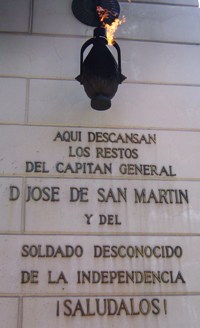 AQUI DESCANSAN
LOS RESTOS
DEL CAPITAN GENERAL
D JOSE DE SAN MARTIN
Y DEL
SOLDADO DESCONOCIDO
DE LA INDEPENDENCIA
¡SALUDALOS!